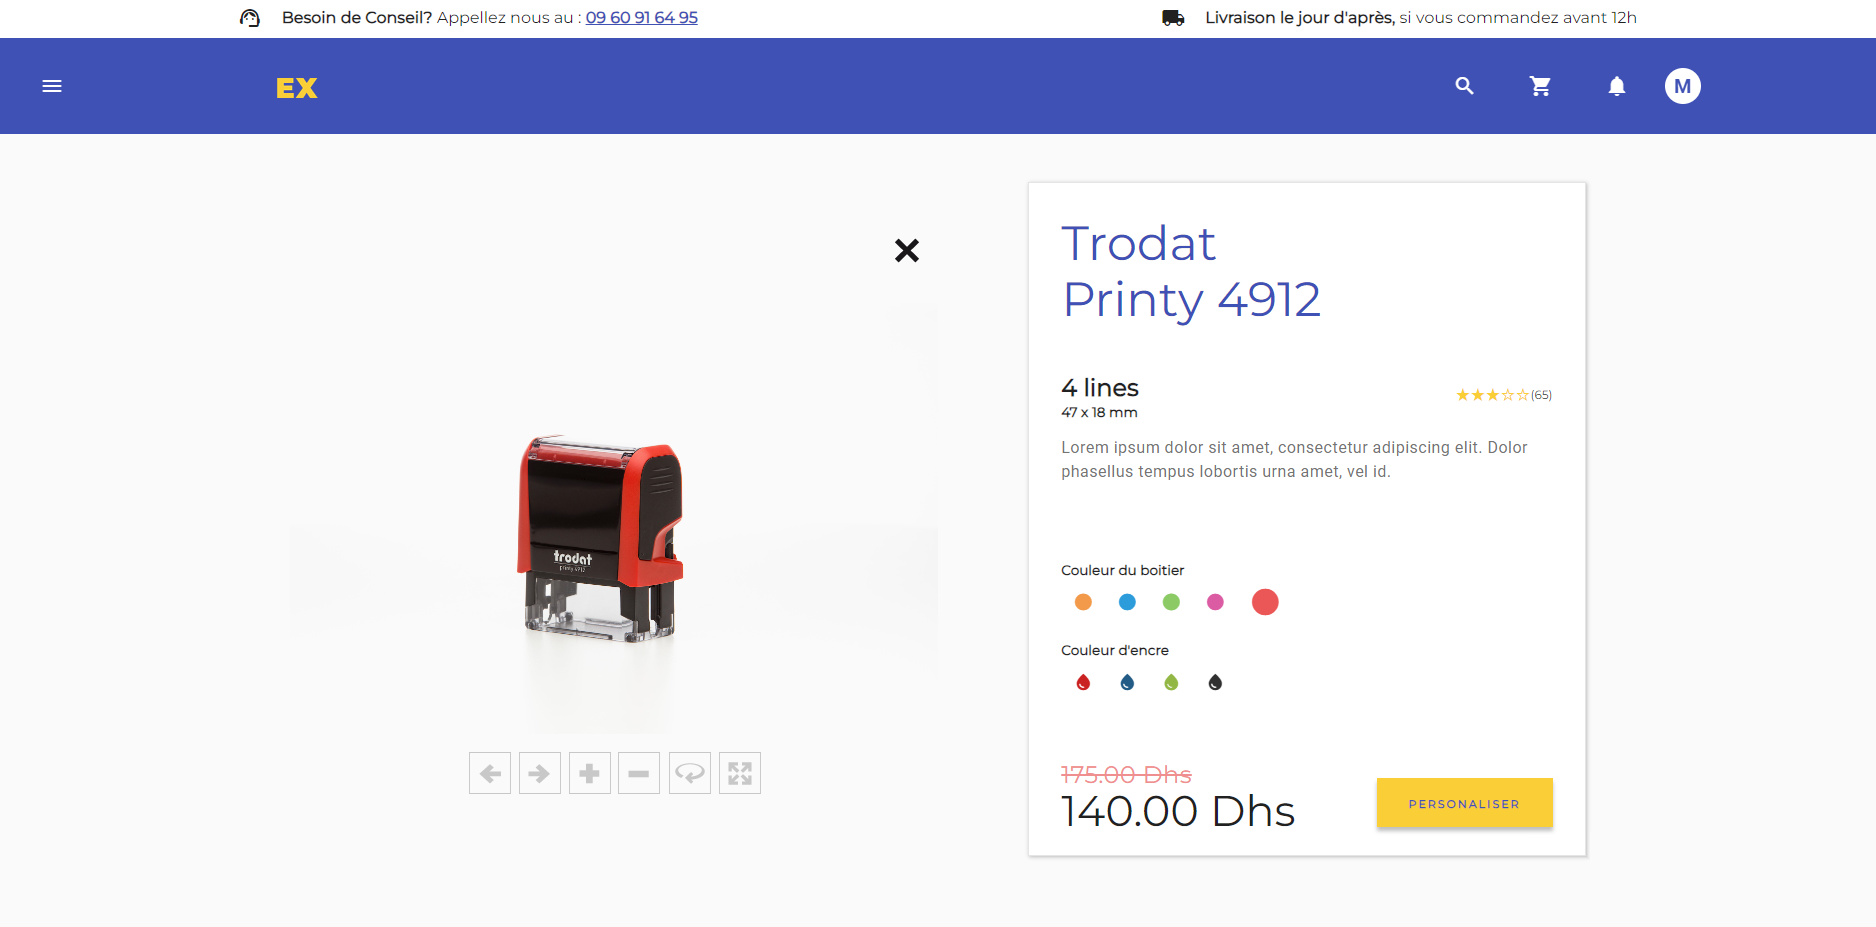 Besoin de Conseil? Appellez nous au : 09 60 91 64 95
Livraison le jour d'après, si vous commandez avant 12h
EX
M
Trodat
Printy 4912
4 lines
47 x 18 mm
★★★☆☆(65)
Lorem ipsum dolor sit amet, consectetur adipiscing elit. Dolor
phasellus tempus lobortis urna amet, vel id.
trodat
printy 4912
Couleur du boitier
Couleur d'encre
175.00 Dhs
140.00 Dhs
PERSONALISER